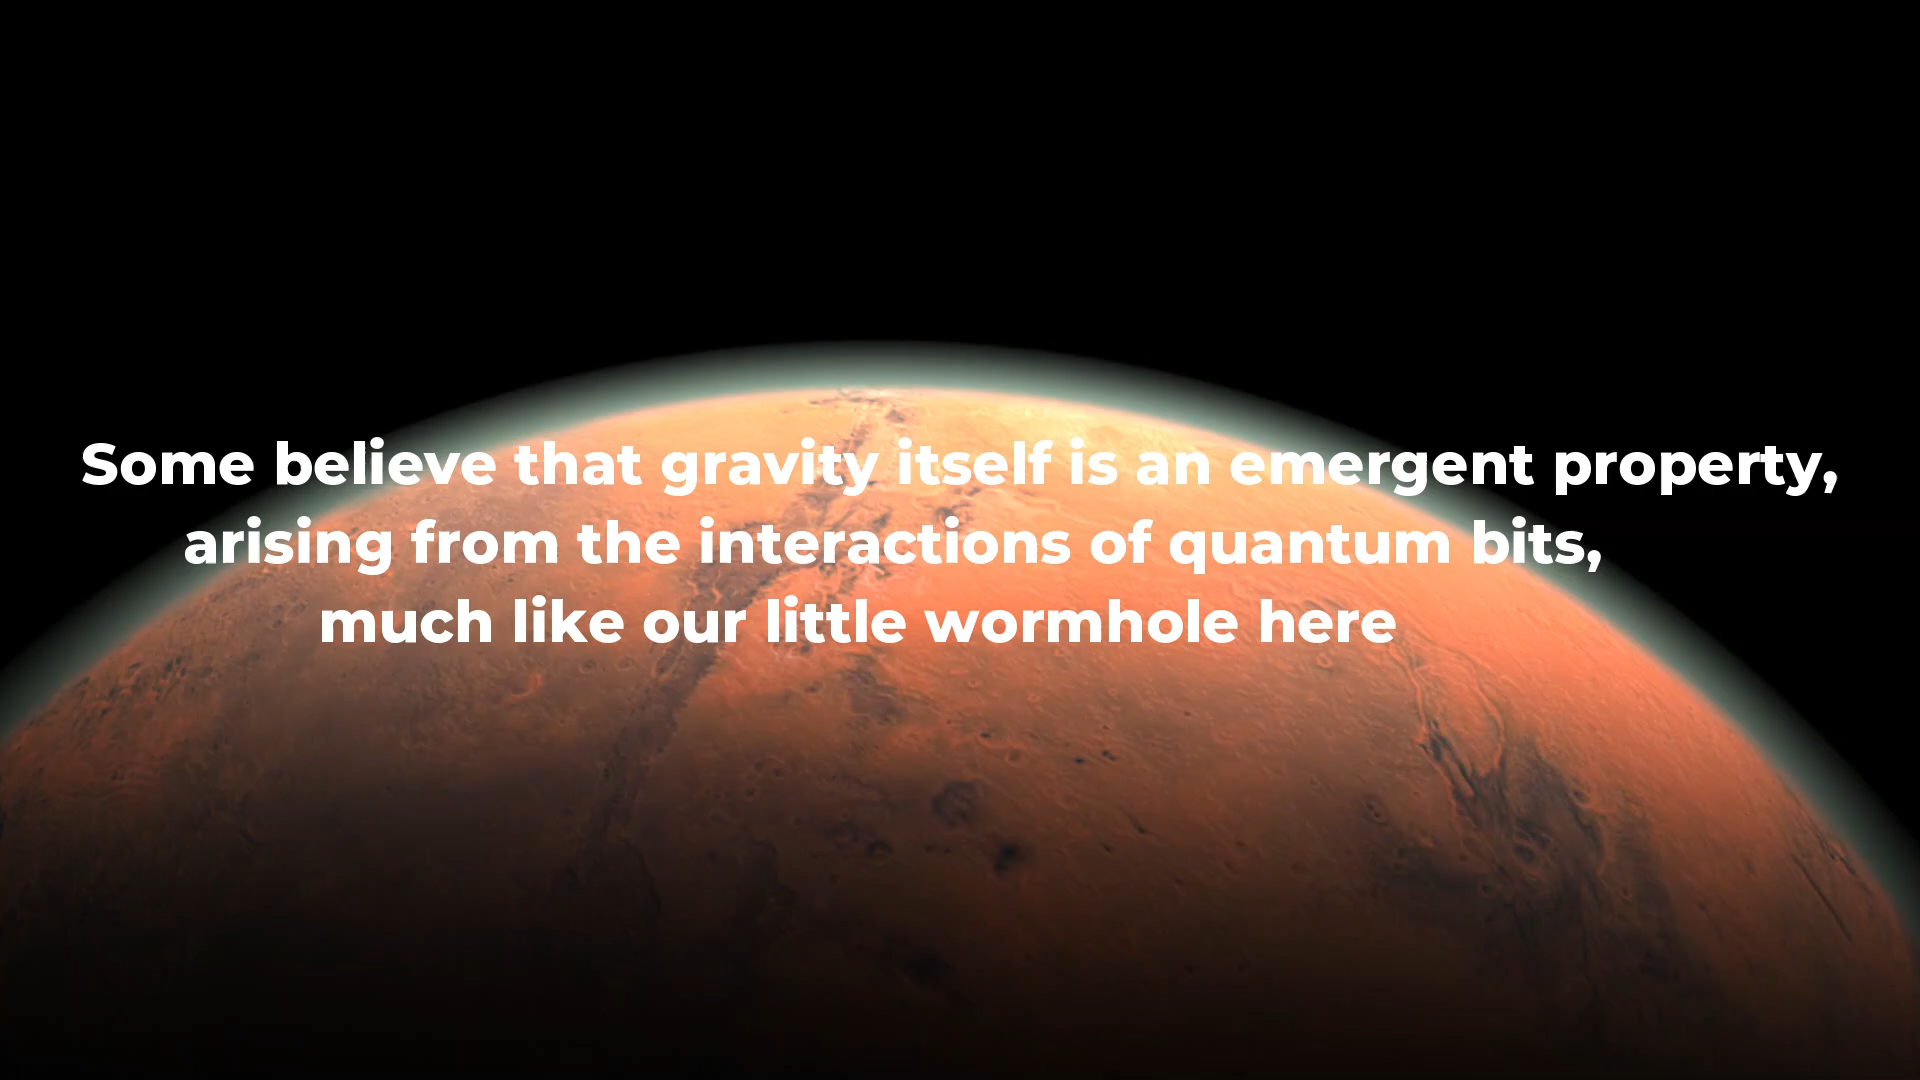 Some believe that gravity itself is an emergent property,
arising from the interactions of quantum bits,
much like our little wormhole here